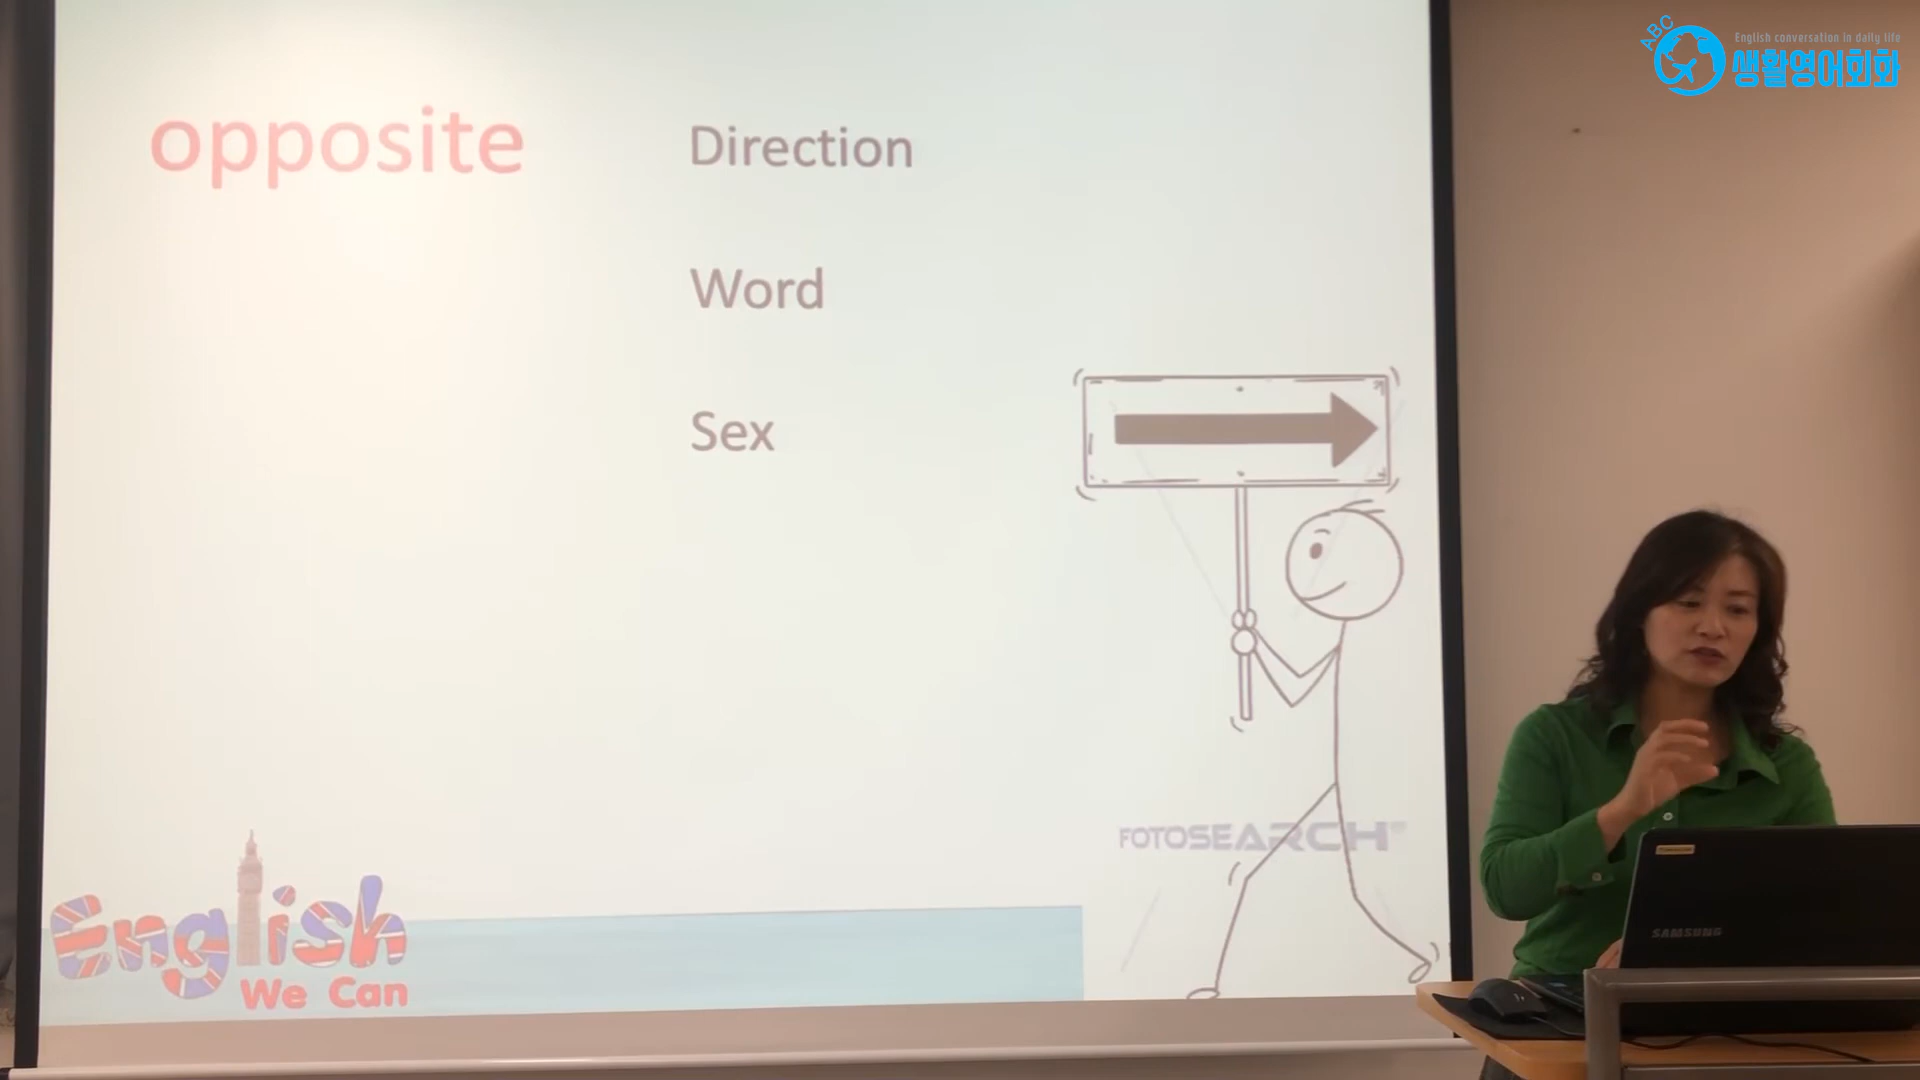 ABC
English conversation in daily life
생활영어회화
opposite
Direction
Word
Sex
FOTOSEARCH
English
We Can
SAMSUNG